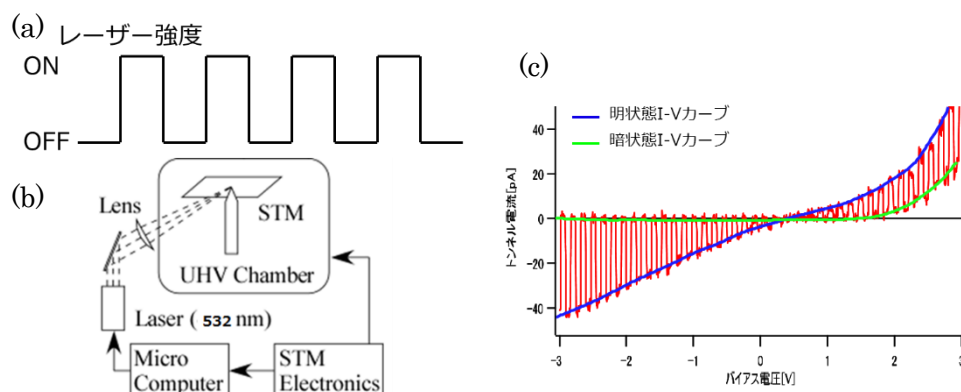 (a)
レーザー強度
ON
OFF
(b)
Lens
STM
UHV Chamber
Laser ( 532 nm)
Micro
Computer
STM
Electronics
(c)
明状態I-Vカーブ
暗状態I-Vカーブ
トンネル電流[pA]
40
20
0
-20
-40
-3
-2
-1
0
1
2
3
バイアス電圧[V]